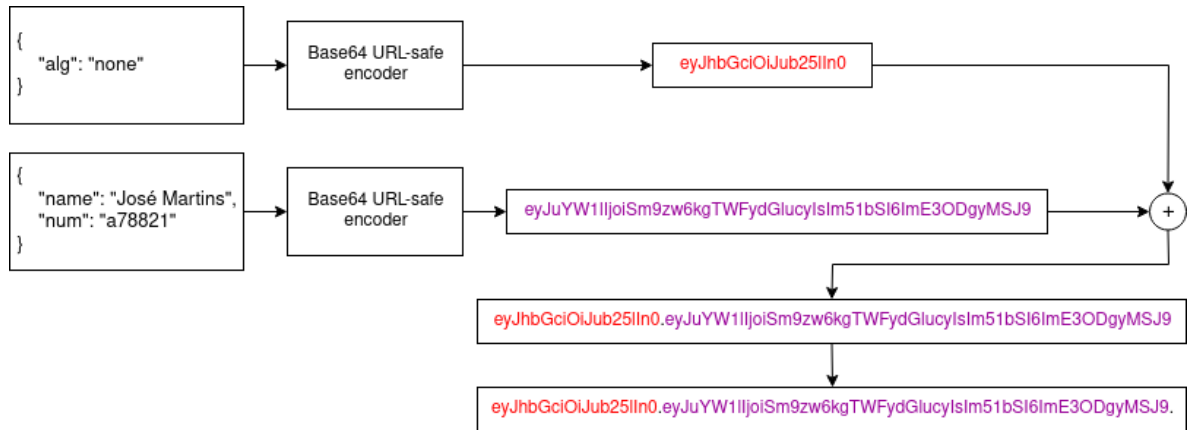 {
"alg": "none"
}
Base64 URL-safe
encoder
eyJhbGciOiJub25lIn0
{
"name": "José Martins",
"num": "a78821"
}
Base64 URL-safe
encoder
eyJuYW1lIjoiSm9zw6kgTWFydGlucyIsIm51bSI6ImE3ODgyMSJ9
+
eyJhbGciOiJub25lIn0.eyJuYW1lIjoiSm9zw6kgTWFydGlucyIsIm51bSI6ImE3ODgyMSJ9
eyJhbGciOiJub25lIn0.eyJuYW1lIjoiSm9zw6kgTWFydGlucyIsIm51bSI6ImE3ODgyMSJ9.